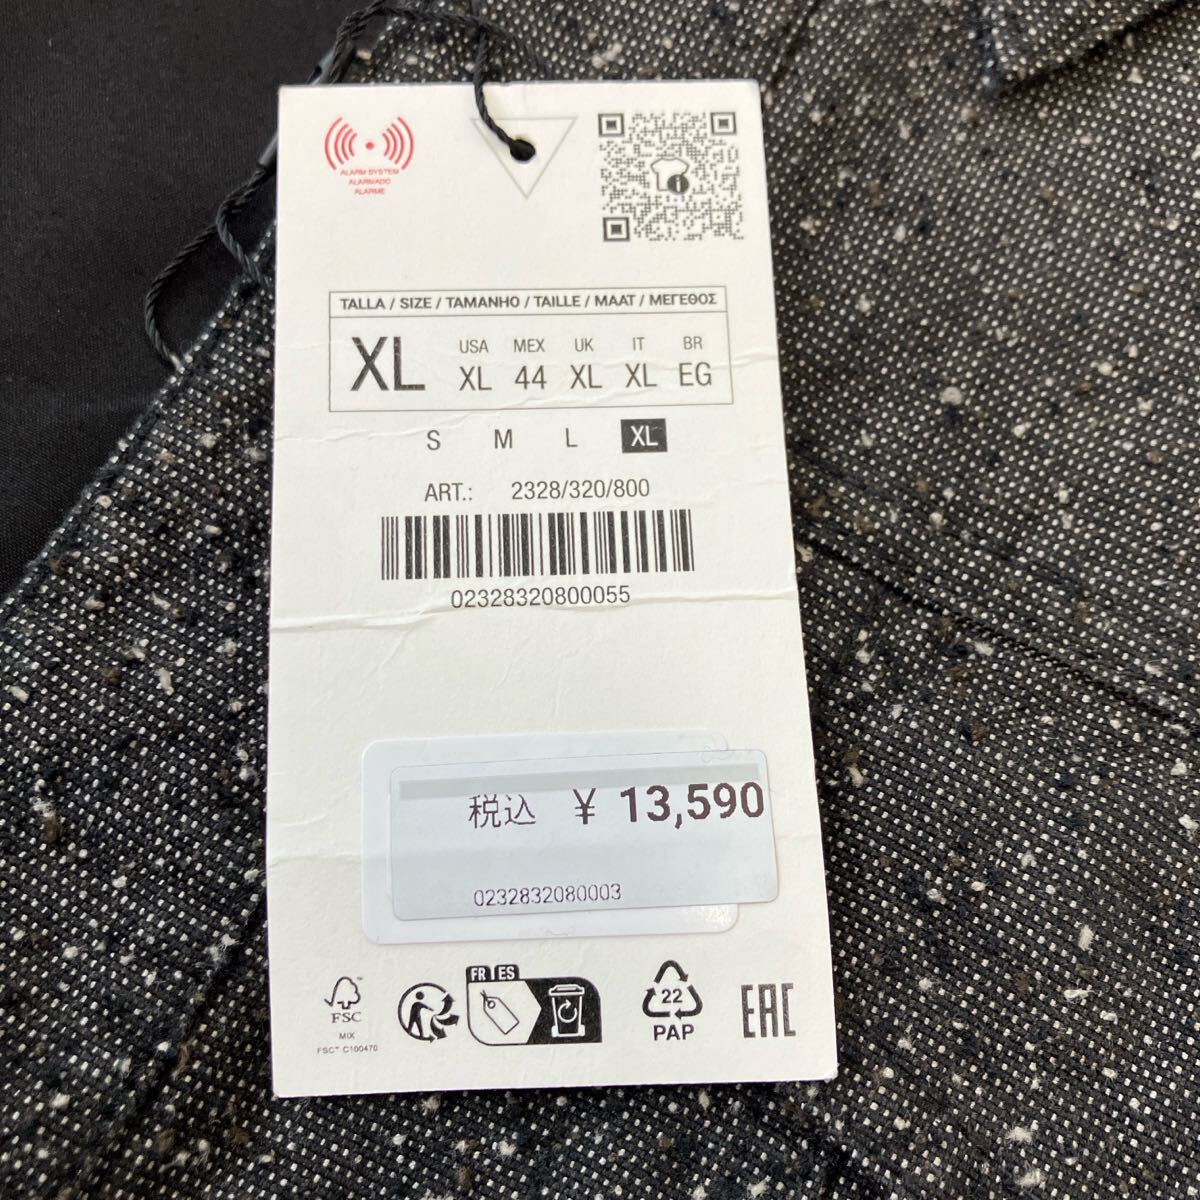 ALARM SYSTEM
ALARMADO
ALARME
i
TALLA / SIZE / TAMANHO / TAILLE / MAAT / ΜΕΓΕΘΟΣ
XL
USA MEX UK IT BR
XL 44 XL XL EG
S M L XL
ART.: 2328/320/800
02328320800055
税込 ¥ 13,590
0232832080003
FSC
MIX
FSC™ C100470
FR ES
22
PAP
EAC